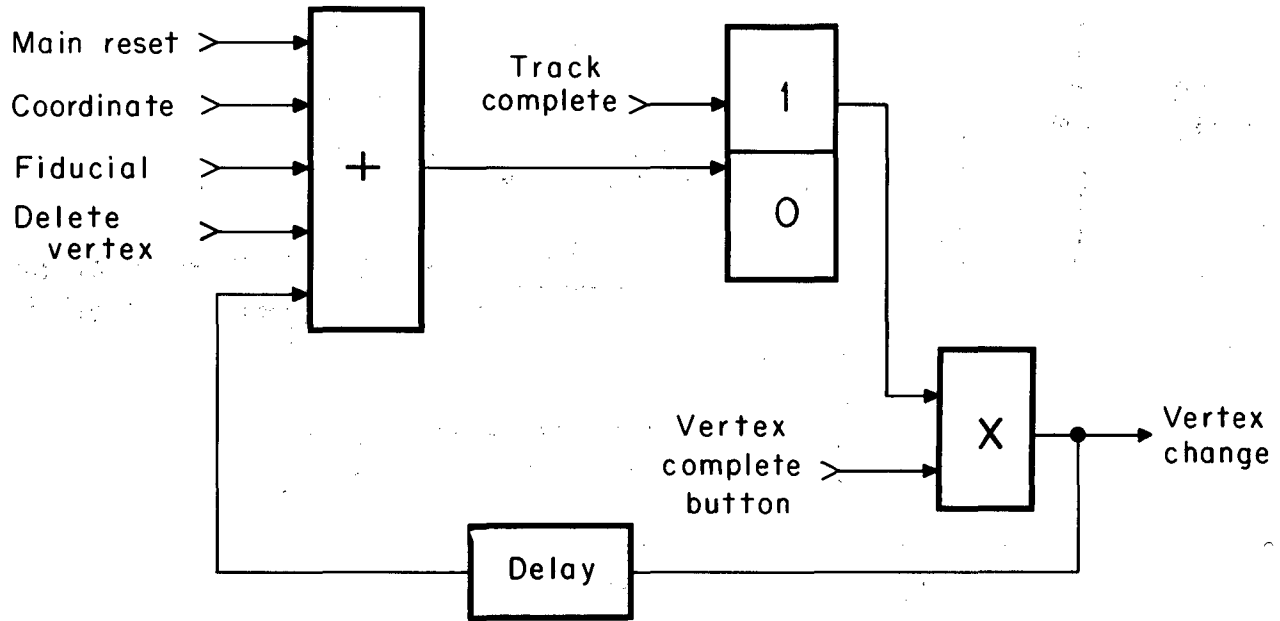 Main reset
Coordinate
Fiducial
Delete
vertex
+
Track
complete
1
0
Vertex
complete
button
X
Vertex
change
Delay